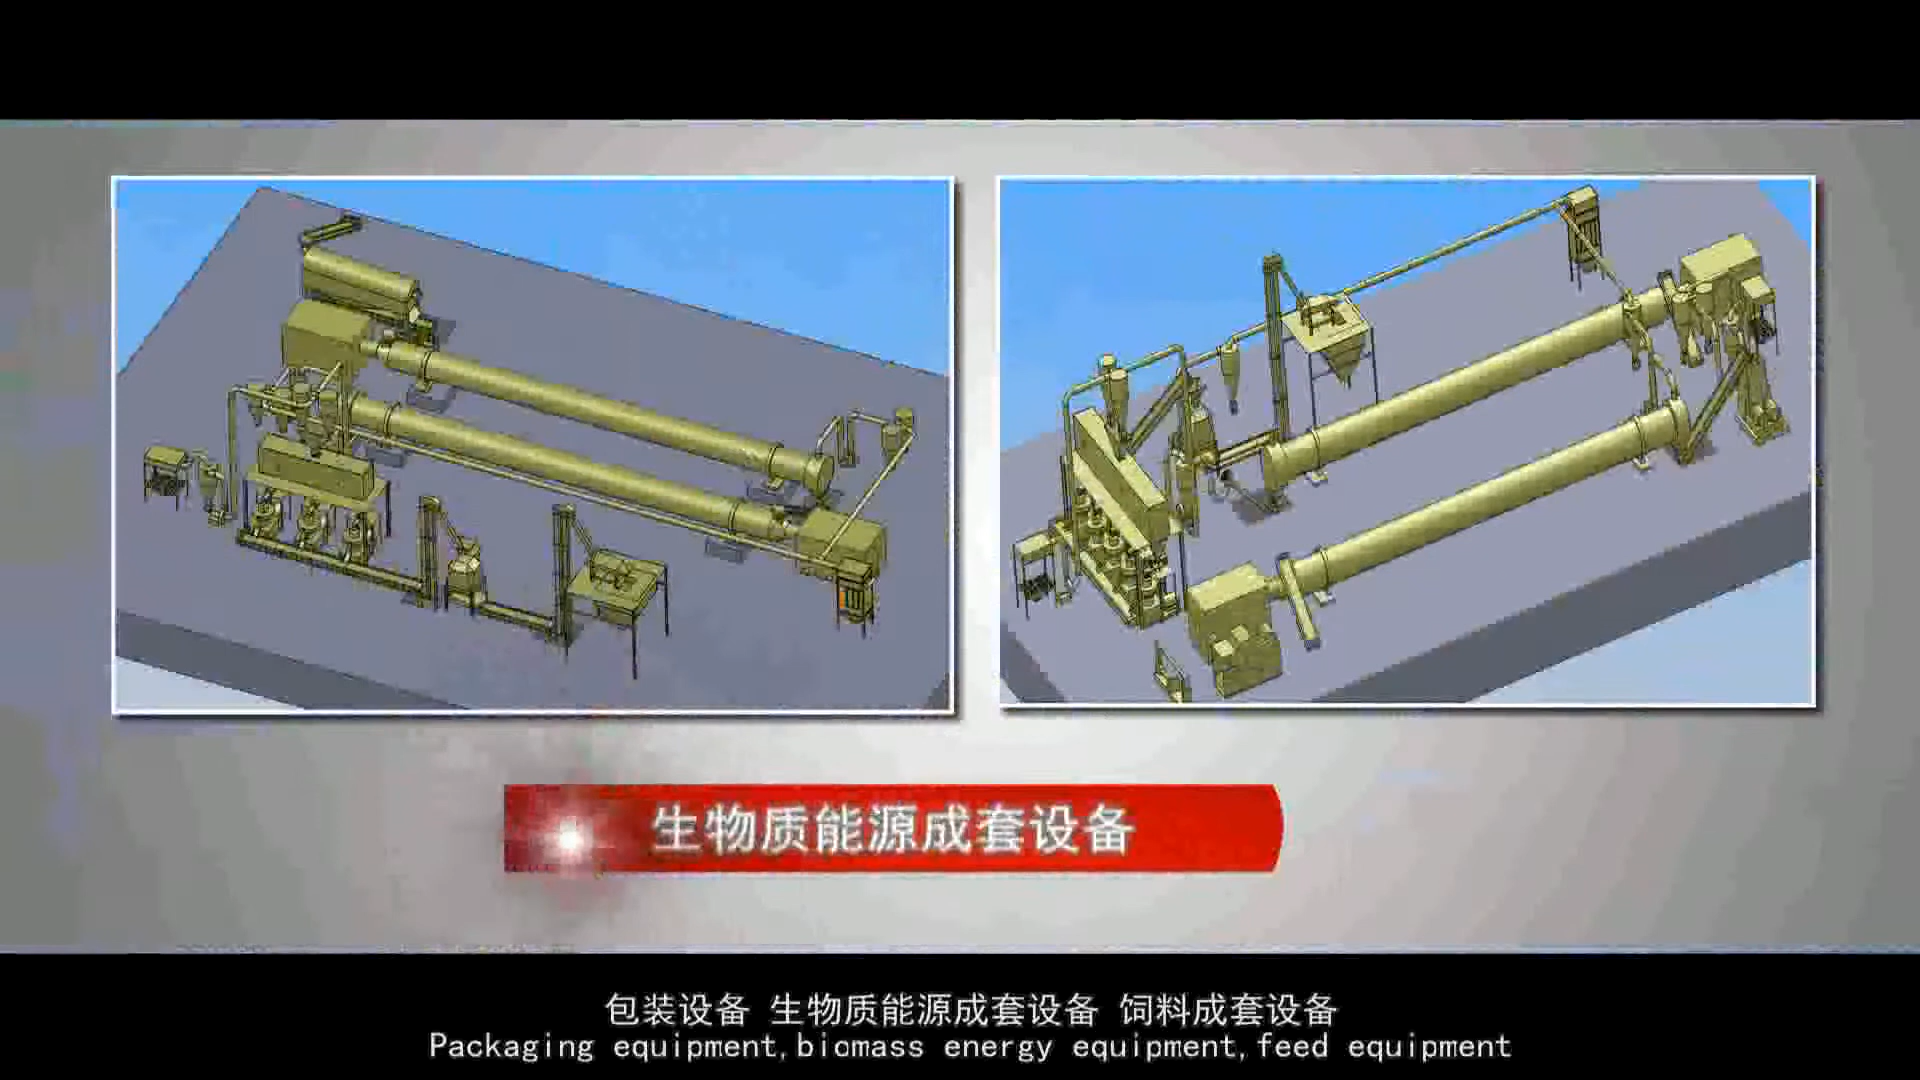 生物质能源成套设备
包装设备 生物质能源成套设备 饲料成套设备
Packaging equipment,biomass energy equipment,feed equipment